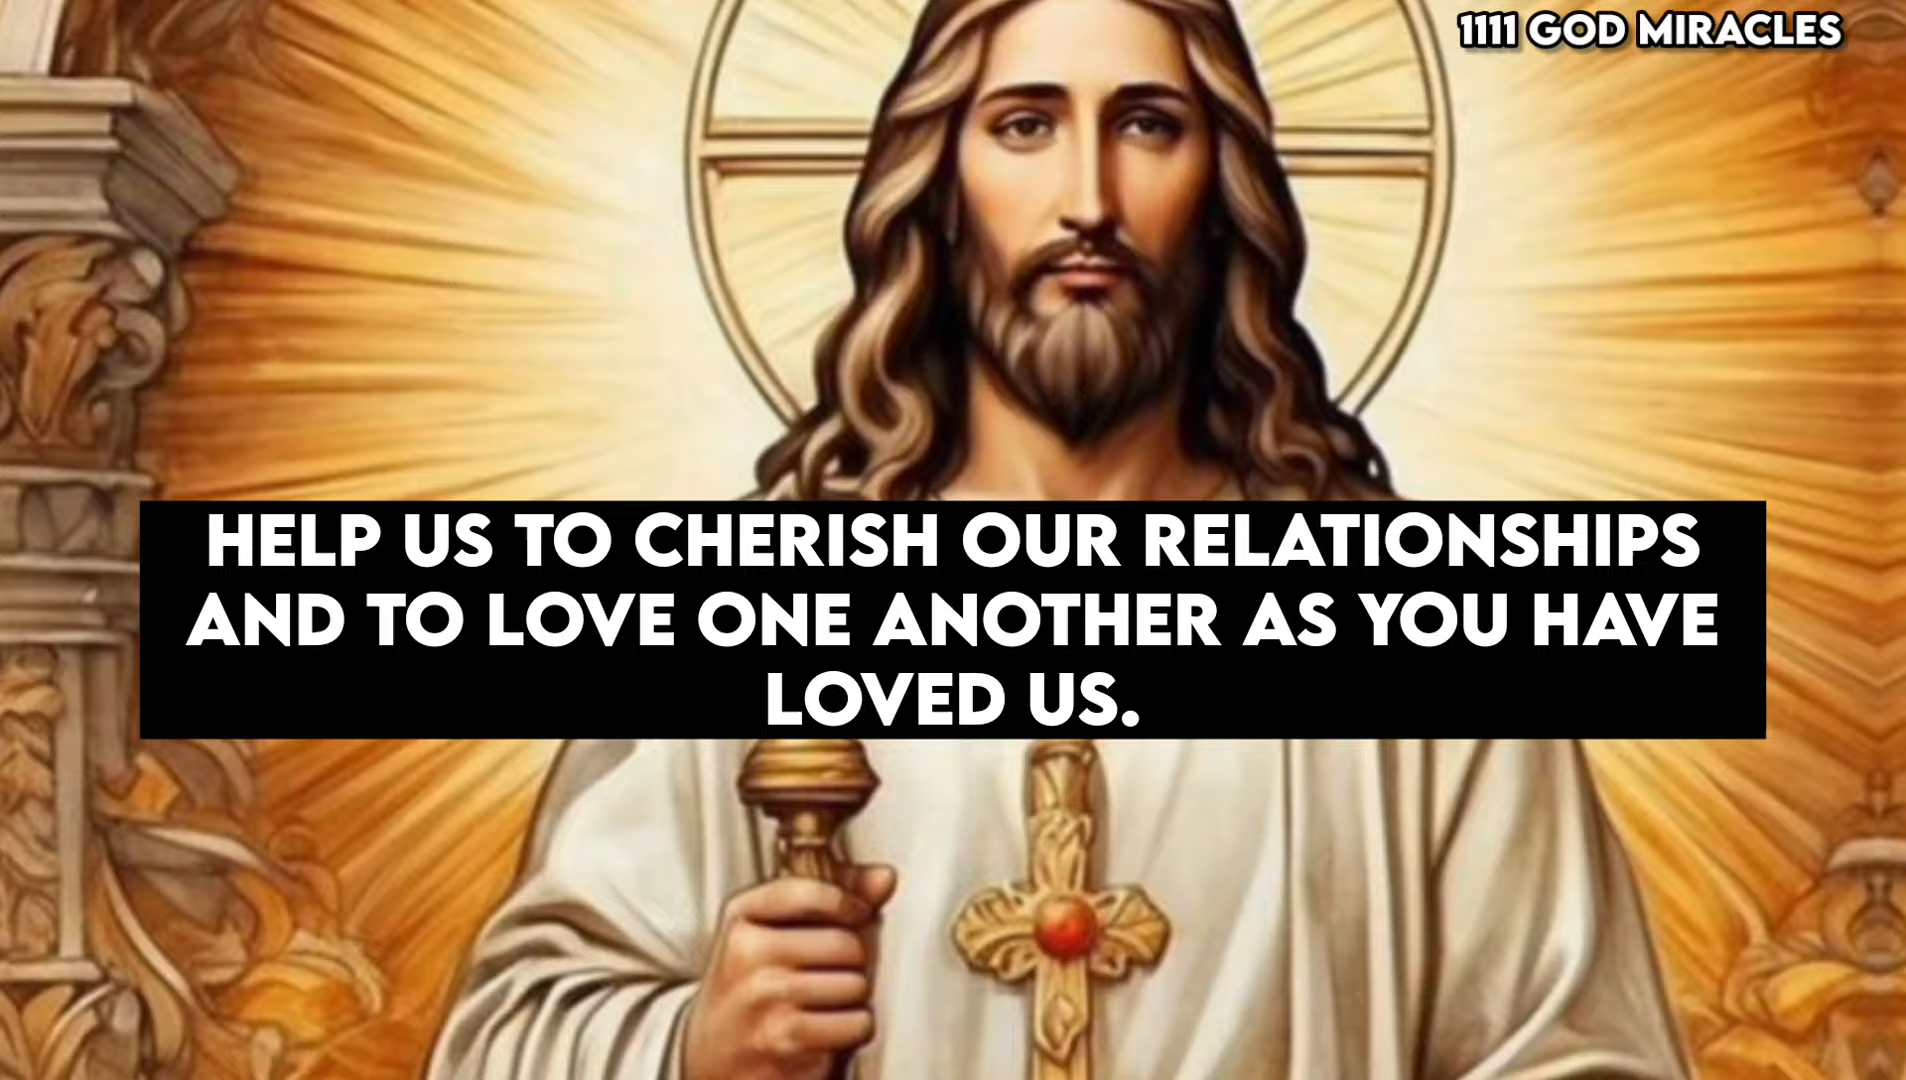 1111 GOD MIRACLES
HELP US TO CHERISH OUR RELATIONSHIPS
AND TO LOVE ONE ANOTHER AS YOU HAVE
LOVED US.